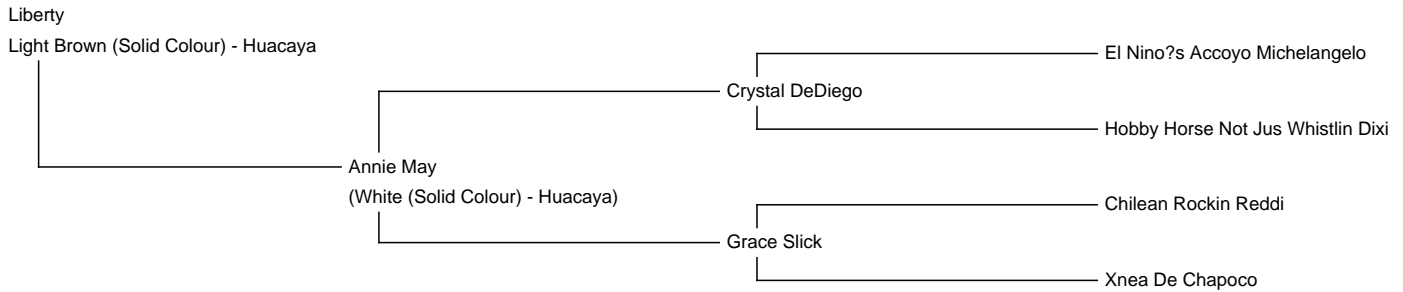 Liberty
Light Brown (Solid Colour) - Huacaya
El Nino?s Accoyo Michelangelo
Crystal DeDiego
Hobby Horse Not Jus Whistlin Dixi
Annie May
(White (Solid Colour) - Huacaya)
Chilean Rockin Reddi
Grace Slick
Xnea De Chapoco